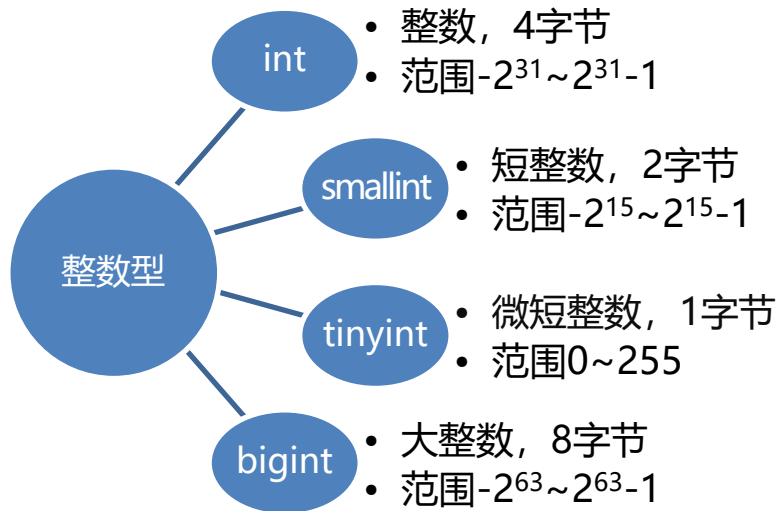 整数型
int
• 整数，4字节
• 范围-2³¹~2³¹-1
smallint
• 短整数，2字节
• 范围-2¹⁵~2¹⁵-1
tinyint
• 微短整数，1字节
• 范围0~255
bigint
• 大整数，8字节
• 范围-2⁶³~2⁶³-1